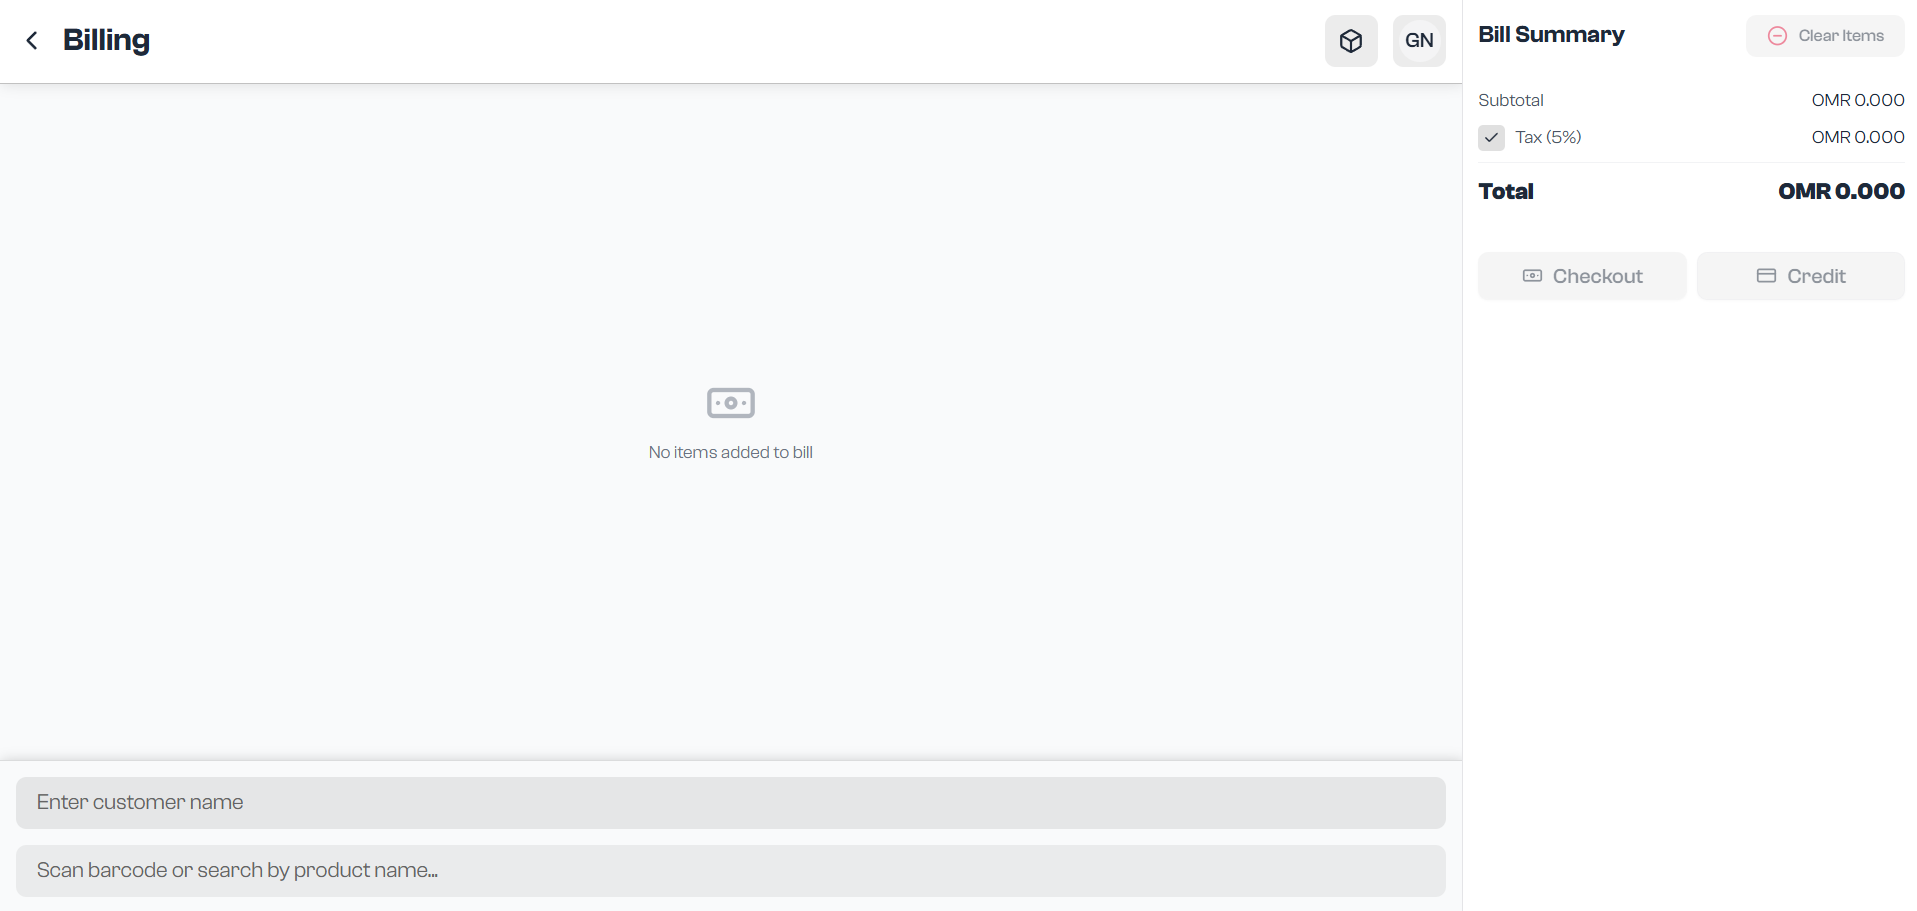 Billing
GN
No items added to bill
Enter customer name
Scan barcode or search by product name...
Bill Summary
Clear Items
Subtotal OMR 0.000
Tax (5%) OMR 0.000
Total OMR 0.000
Checkout Credit